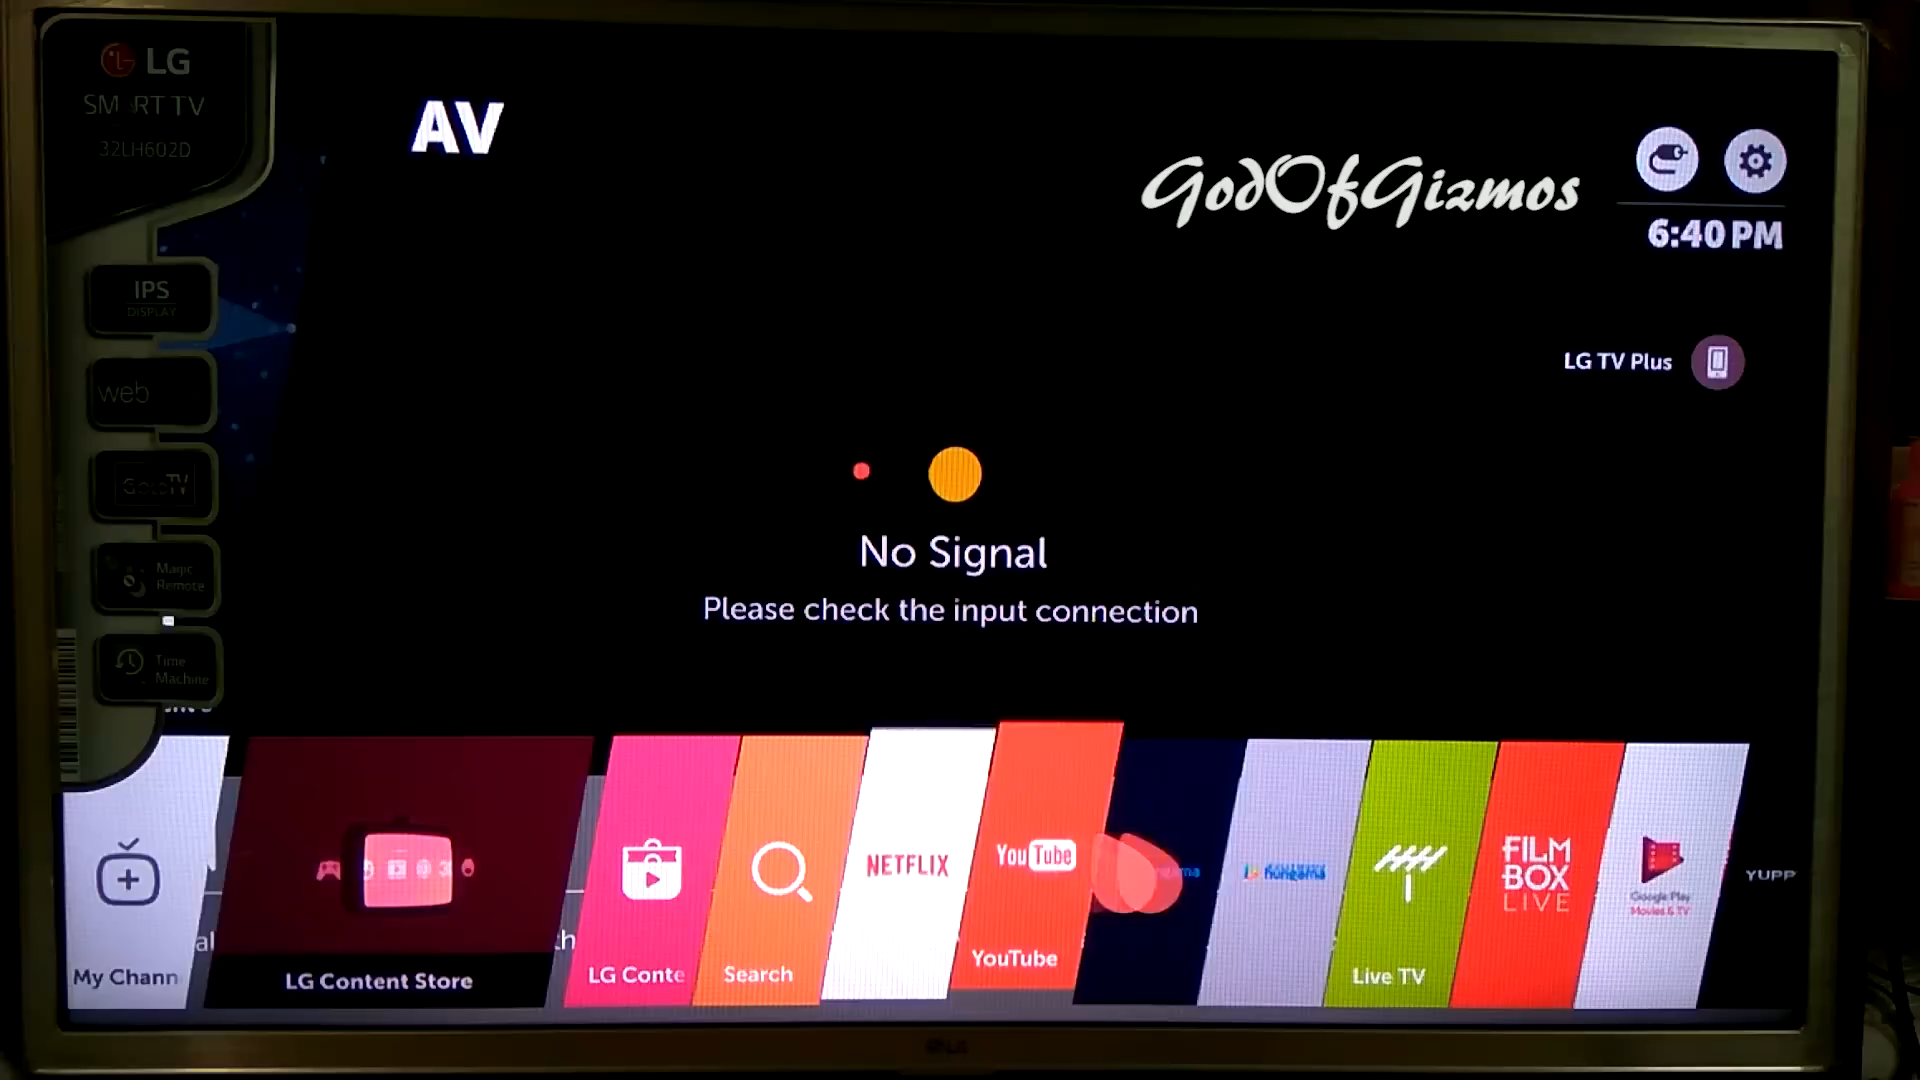 LG
SMART TV
32LH602D
AV
GodOfGizmos
6:40 PM
IPS
DISPLAY
LG TV Plus
web
Magic
Remote
No Signal
Please check the input connection
Time
Machine
YouTube
NETFLIX
hungama
FILM
BOX
LIVE
Google Play
Movies & TV
YUPP
My Chann
LG Content Store
LG Conte
Search
YouTube
Live TV
LG